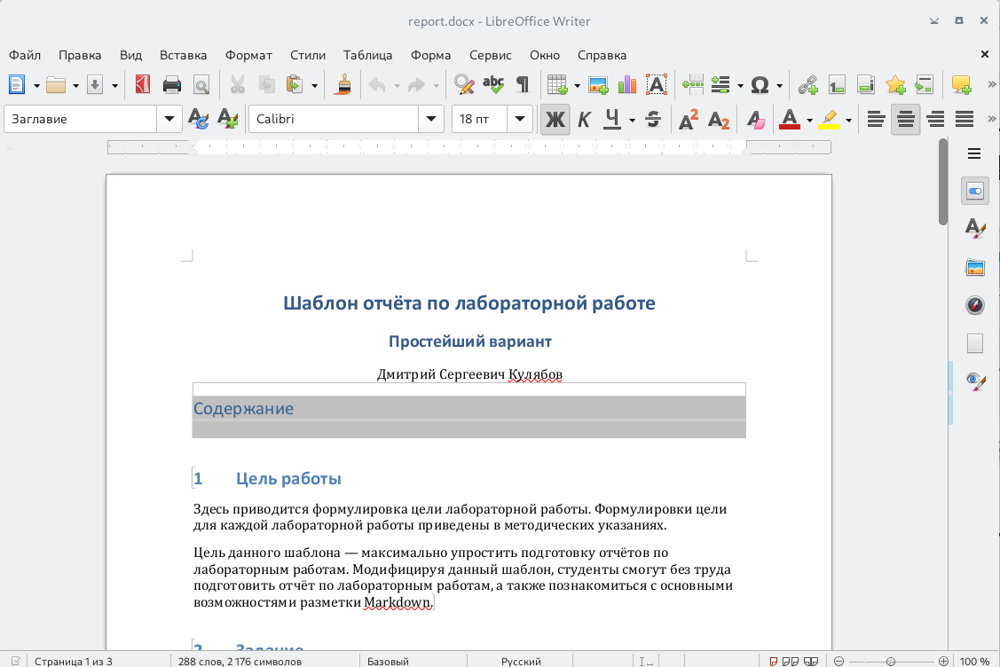 report.docx - LibreOffice Writer
Файл Правка Вид Вставка Формат Стили Таблица Форма Сервис Окно Справка
Заглавие Calibri 18 пт Ж К Ч S A² A₂ A A
Шаблон отчёта по лабораторной работе
Простейший вариант
Дмитрий Сергеевич Кулябов
Содержание
1 Цель работы
Здесь приводится формулировка цели лабораторной работы. Формулировки цели
для каждой лабораторной работы приведены в методических указаниях.
Цель данного шаблона — максимально упростить подготовку отчётов по
лабораторным работам. Модифицируя данный шаблон, студенты смогут без труда
подготовить отчёт по лабораторным работам, а также познакомиться с основными
возможностями разметки Markdown.
2 Задание
Страница 1 из 3 288 слов, 2 176 символов Базовый Русский 100 %